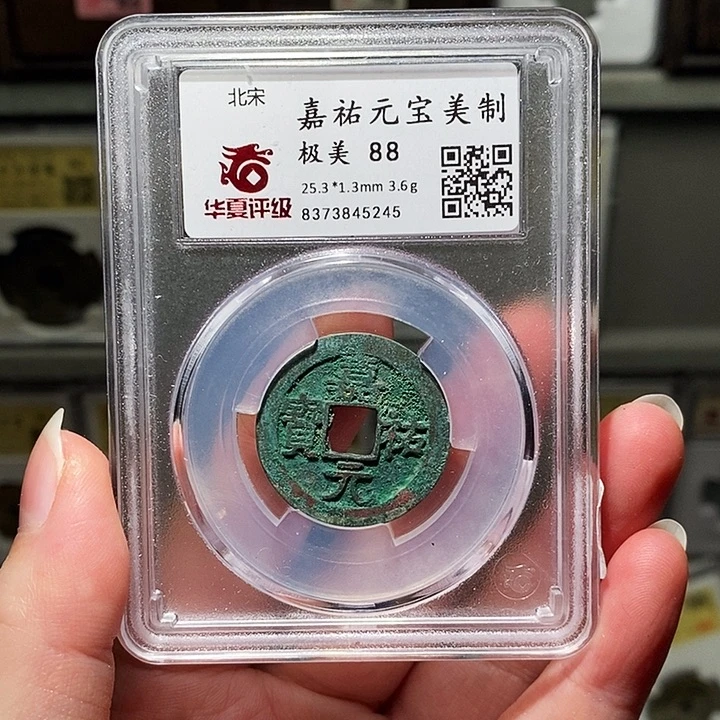 北宋
嘉祐元宝美制
极美 88
25.3*1.3mm 3.6g
华夏评级
8373845245
嘉
祐
元
寶